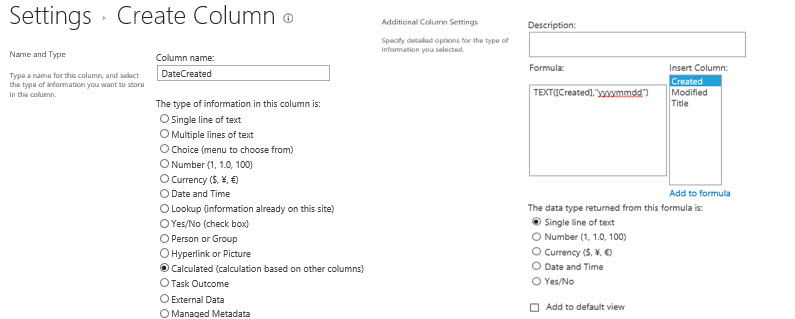 Settings › Create Column ⓘ
Name and Type
Type a name for this column, and select
the type of information you want to store
in the column.
Column name:
DateCreated
The type of information in this column is:
Single line of text
Multiple lines of text
Choice (menu to choose from)
Number (1, 1.0, 100)
Currency ($, ¥, €)
Date and Time
Lookup (information already on this site)
Yes/No (check box)
Person or Group
Hyperlink or Picture
Calculated (calculation based on other columns)
Task Outcome
External Data
Managed Metadata
Additional Column Settings
Specify detailed options for the type of
information you selected.
Description:
Formula:
TEXT([Created],"yyyymmdd")
Insert Column:
Created
Modified
Title
Add to formula
The data type returned from this formula is:
Single line of text
Number (1, 1.0, 100)
Currency ($, ¥, €)
Date and Time
Yes/No
Add to default view